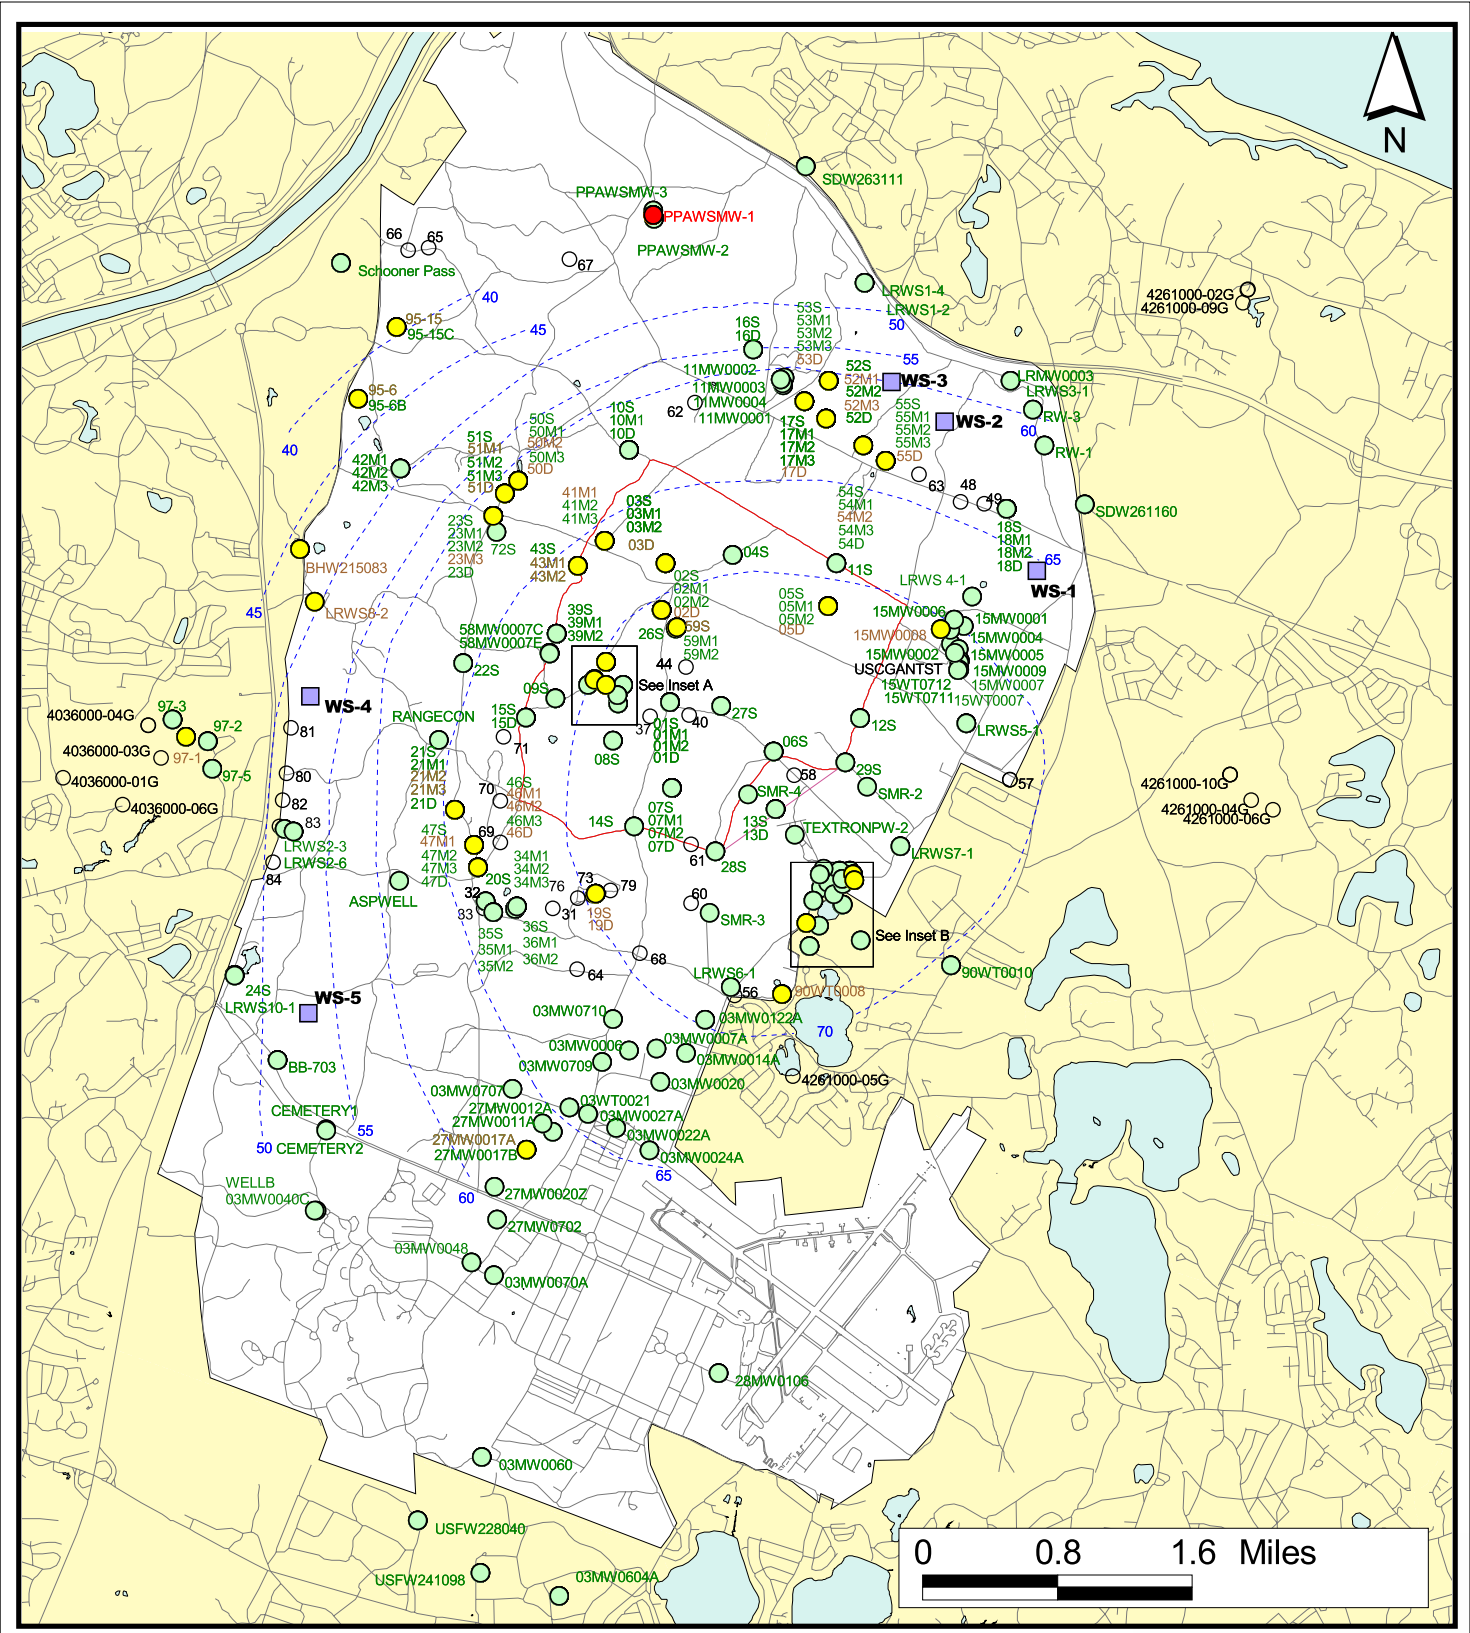 N
SDW263111
PPAWSMW-3
PPAWSMW-1
PPAWSMW-2
66
65
67
Schooner Pass
40
45
95-15
95-15C
LRWS1-4
LRWS1-2
50
4261000-02G
4261000-09G
16S
16D
53S
53M1
53M2
53M3
53D
55
52S
52M1
52M2
52M3
52D
WS-3
WS-2
LRMW0003
LRWS3-1
RW-3
60
RW-1
11MW0002
11MW0003
11MW0004
11MW0001
62
95-6
95-6B
40
42M1
42M2
42M3
51S
51M1
51M2
51M3
51D
50S
50M1
50M2
50M3
50D
10S
10M1
10D
17S
17M1
17M2
17M3
17D
55S
55M1
55M2
55M3
55D
63
48
49
SDW261160
18S
18M1
18M2
18D
65
WS-1
41M1
41M2
41M3
03S
03M1
03M2
03D
54S
54M1
54M2
54M3
54D
23S
23M1
23M2
23M3
23D
72S
43S
43M1
43M2
04S
11S
BHW215083
45
LRWS8-2
02S
02M1
02M2
02D
59S
59M1
59M2
26S
05S
05M1
05M2
05D
LRWS 4-1
15MW0006
15MW0001
15MW0008
15MW0004
15MW0002
15MW0005
USCGANTST
15MW0009
15WT0712
15MW0007
15WT0711
15WT0007
39S
39M1
39M2
58MW0007C
58MW0007E
22S
44
See Inset A
09S
WS-4
4036000-04G
97-3
97-2
81
4036000-03G
97-1
4036000-01G
97-5
80
4036000-06G
82
83
RANGECON
15S
15D
71
37
40
27S
01S
01M1
01M2
01D
08S
12S
LRWS5-1
06S
58
29S
57
4261000-10G
4261000-04G
4261000-06G
21S
21M1
21M2
21M3
21D
70
46S
46M1
46M2
46M3
46D
SMR-4
SMR-2
13S
13D
TEXTRONPW-2
14S
07S
07M1
07M2
07D
LRWS2-3
LRWS2-6
84
47S
47M1
47M2
47M3
47D
69
61
28S
LRWS7-1
ASPWELL
20S
34M1
34M2
34M3
32
33
76
73
79
31
60
19S
19D
SMR-3
See Inset B
35S
35M1
35M2
36S
36M1
36M2
64
68
24S
LRWS10-1
WS-5
LRWS6-1
56
90WT0008
90WT0010
70
03MW0710
03MW0122A
03MW0006
03MW0007A
03MW0014A
03MW0709
BB-703
4261000-05G
03MW0707
03MW0020
27MW0012A
03WT0021
CEMETERY1
27MW0011A
03MW0027A
55
27MW0017A
03MW0022A
50
CEMETERY2
27MW0017B
03MW0024A
65
WELLB
03MW0040C
60
27MW0020Z
27MW0702
03MW0048
03MW0070A
28MW0106
03MW0060
USFW228040
USFW241098
03MW0604A
0 0.8 1.6 Miles